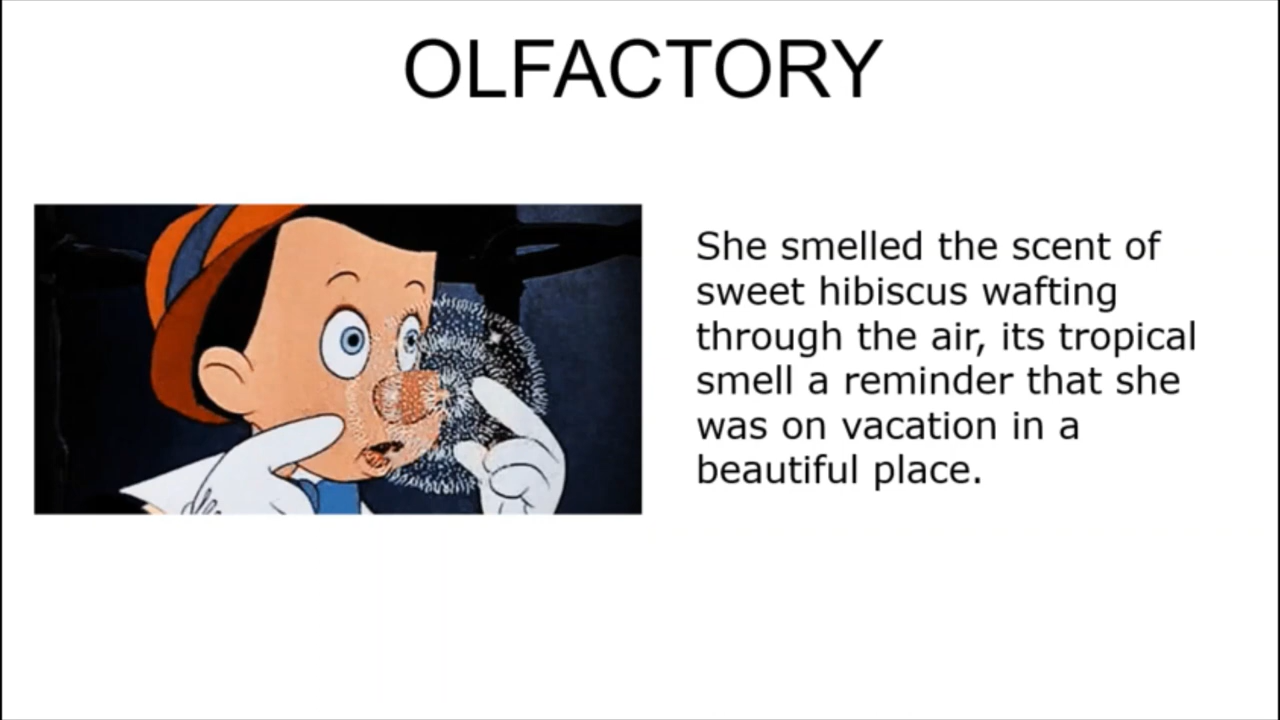 OLFACTORY
She smelled the scent of
sweet hibiscus wafting
through the air, its tropical
smell a reminder that she
was on vacation in a
beautiful place.